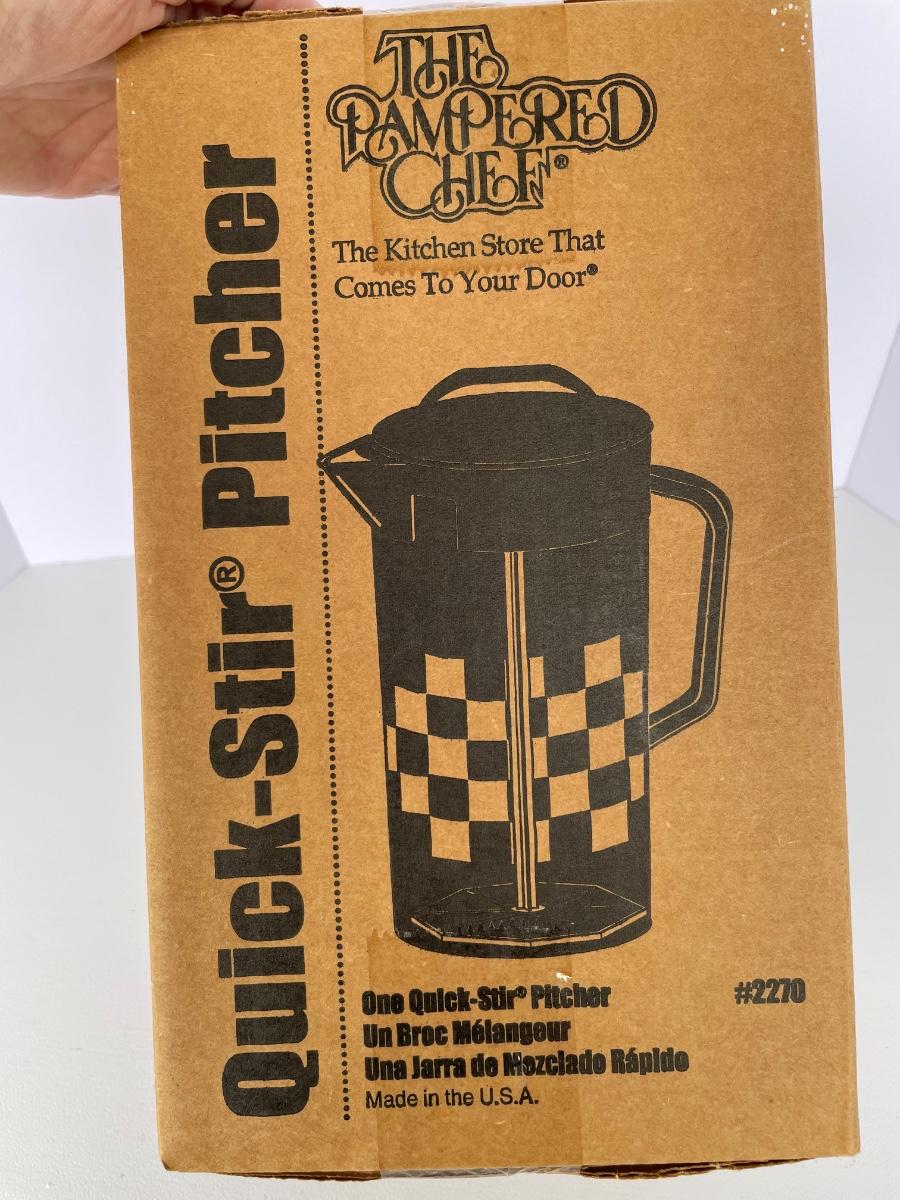 Quick-Stir® Pitcher
THE
PAMPERED
CHEF®
The Kitchen Store That
Comes To Your Door®
One Quick-Stir® Pitcher
#2270
Un Broc Mélangeur
Una Jarra de Mezclado Rápido
Made in the U.S.A.